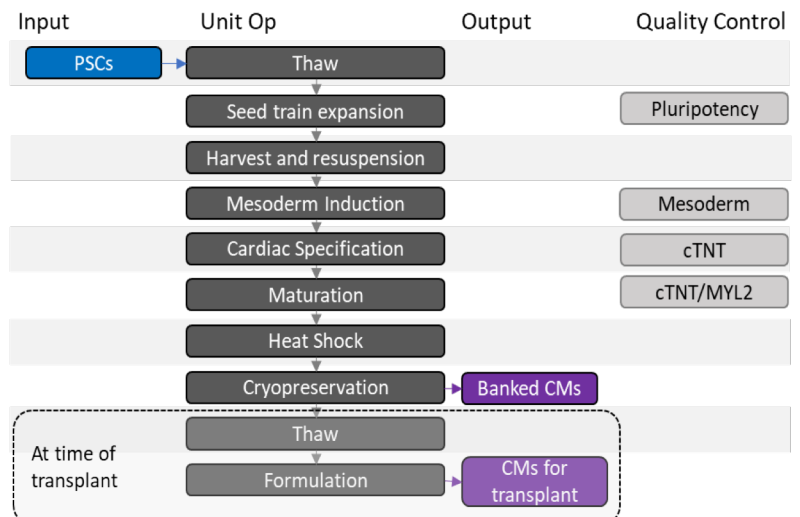 Input Unit Op Output Quality Control
PSCs Thaw
Seed train expansion Pluripotency
Harvest and resuspension
Mesoderm Induction Mesoderm
Cardiac Specification cTNT
Maturation cTNT/MYL2
Heat Shock
Cryopreservation Banked CMs
Thaw
At time of
transplant
Formulation
CMs for
transplant